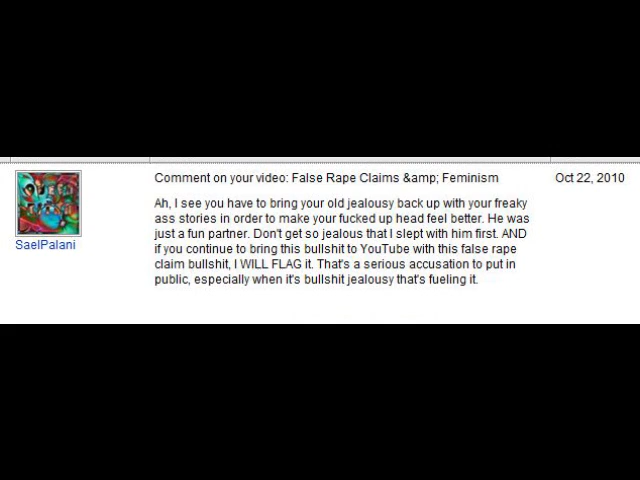 Comment on your video: False Rape Claims &amp; Feminism
Oct 22, 2010
Ah, I see you have to bring your old jealousy back up with your freaky
ass stories in order to make your fucked up head feel better. He was
just a fun partner. Don't get so jealous that I slept with him first. AND
if you continue to bring this bullshit to YouTube with this false rape
claim bullshit, I WILL FLAG it. That's a serious accusation to put in
public, especially when it's bullshit jealousy that's fueling it.
SaelPalani